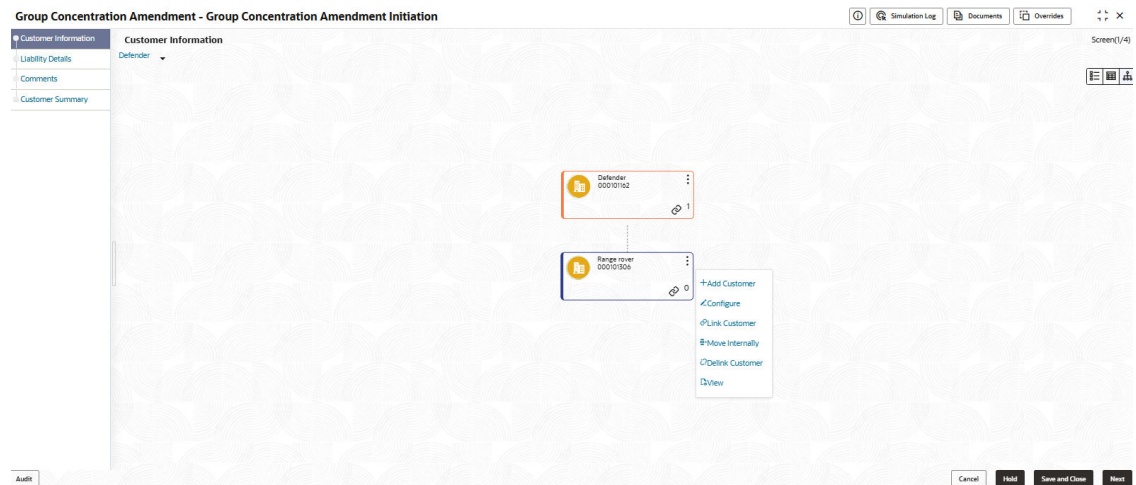 Group Concentration Amendment - Group Concentration Amendment Initiation
Simulation Log
Documents
Overrides
Customer Information
Liability Details
Comments
Customer Summary
Customer Information
Screen(1/4)
Defender
Defender
000101162
1
Range rover
000101306
0
+Add Customer
Configure
Link Customer
Move Internally
Delink Customer
View
Audit
Cancel
Hold
Save and Close
Next